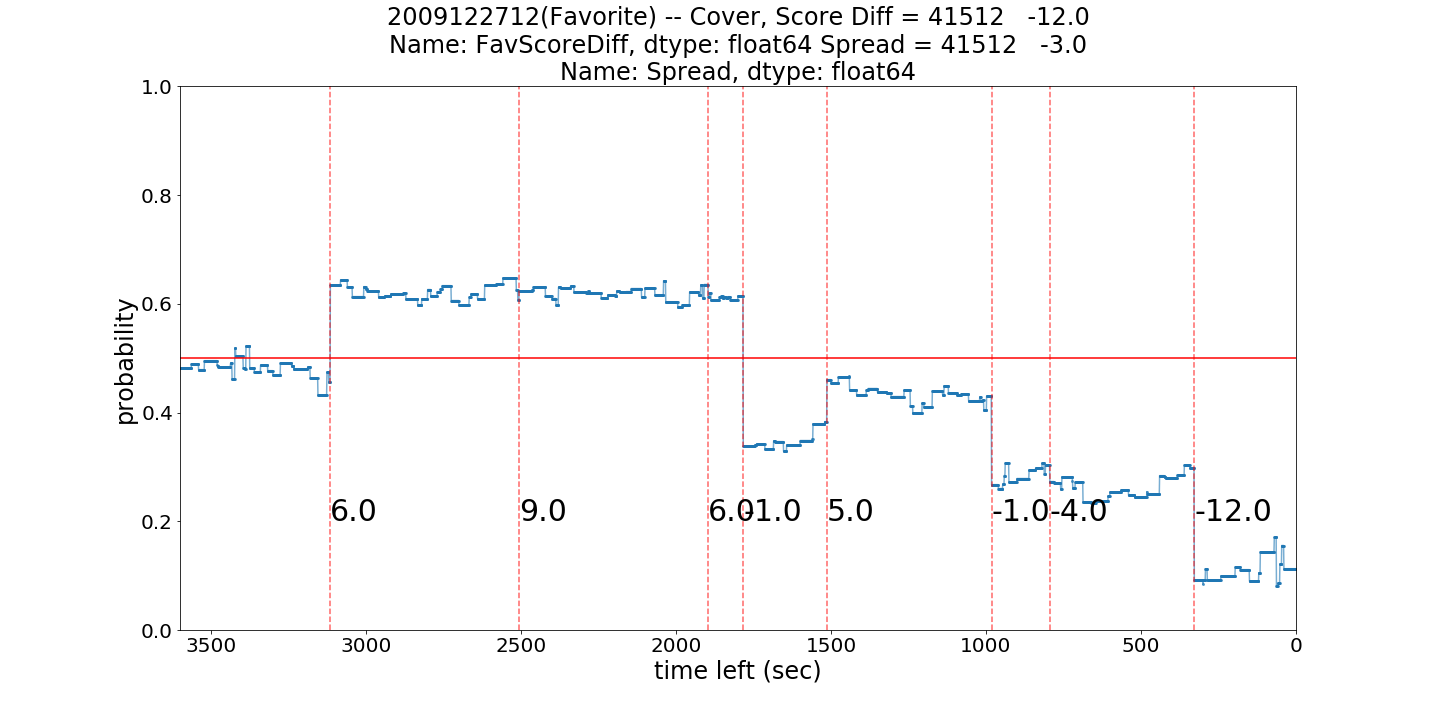 2009122712(Favorite) -- Cover, Score Diff = 41512   -12.0
Name: FavScoreDiff, dtype: float64 Spread = 41512   -3.0
Name: Spread, dtype: float64
1.0
0.8
0.6
0.4
0.2
0.0
probability
6.0 9.0 6.0 -1.0 5.0 -1.0 -4.0 -12.0
3500 3000 2500 2000 1500 1000 500 0
time left (sec)